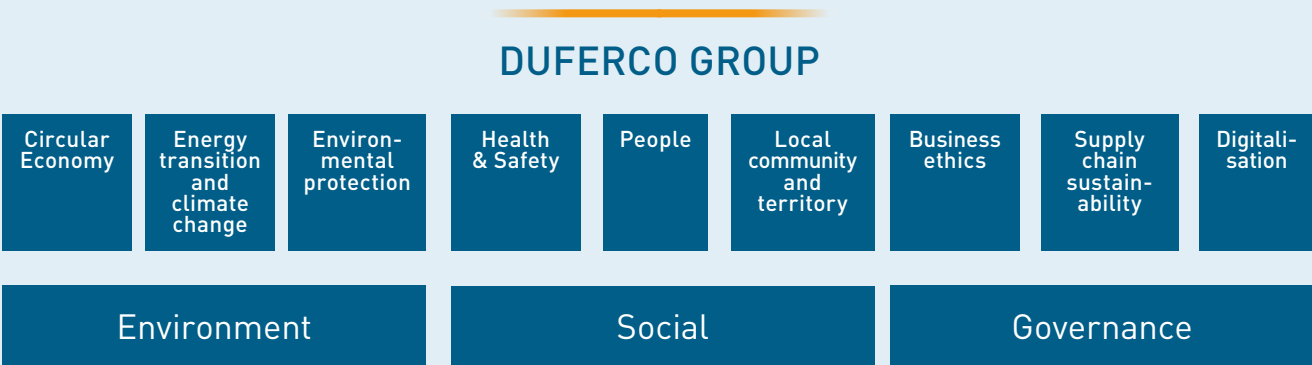 DUFERCO GROUP
Circular
Economy
Energy
transition
and
climate
change
Environ-
mental
protection
Health
& Safety
People
Local
community
and
territory
Business
ethics
Supply
chain
sustain-
ability
Digitali-
sation
Environment
Social
Governance